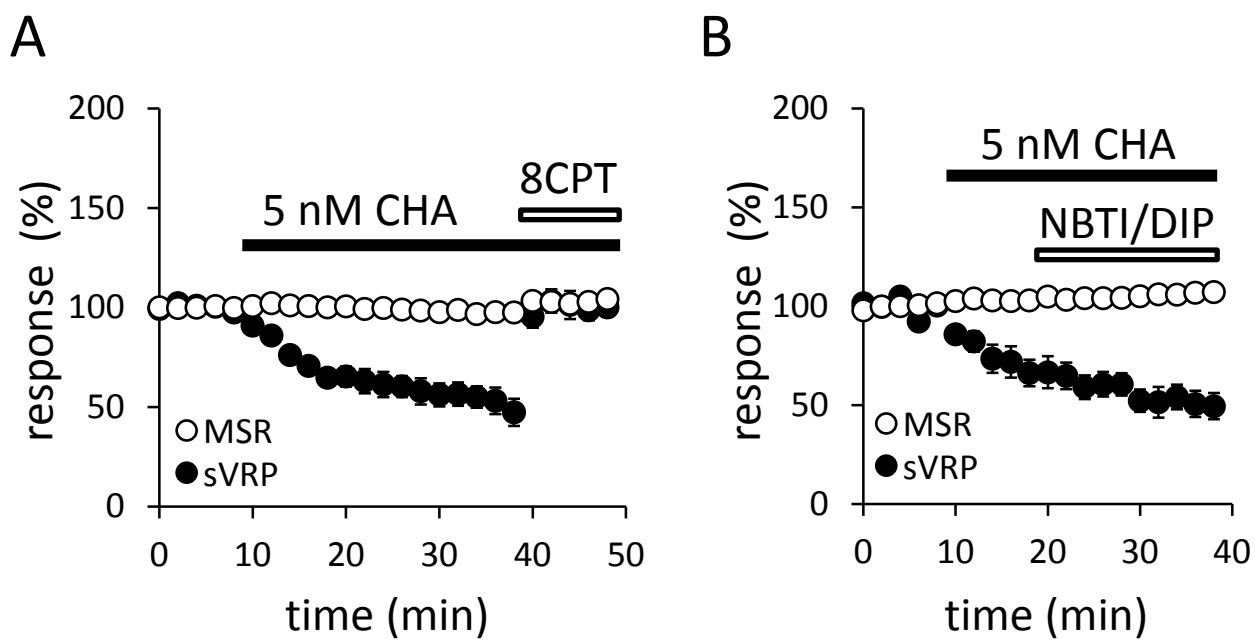 A
200
150
100
50
0
response (%)
5 nM CHA
8CPT
MSR
sVRP
0 10 20 30 40 50
time (min)
B
200
150
100
50
0
response (%)
5 nM CHA
NBTI/DIP
MSR
sVRP
0 10 20 30 40
time (min)